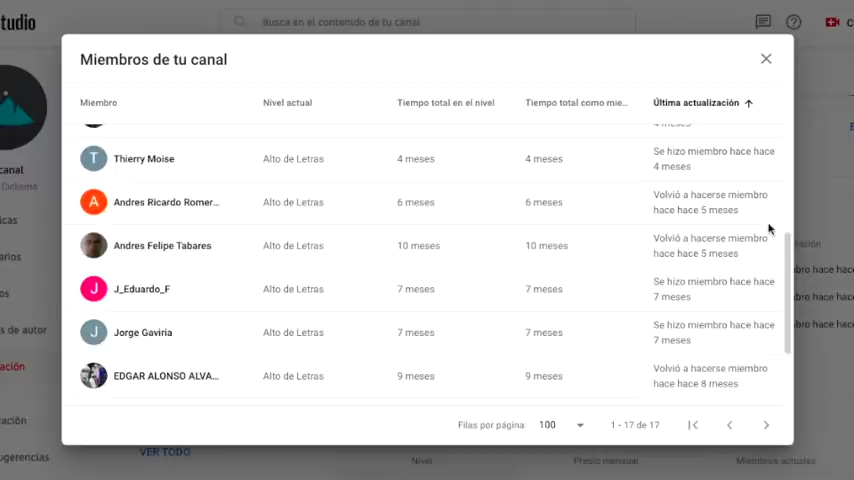 tudio
Busca en el contenido de tu canal
Miembros de tu canal
Miembro Nivel actual Tiempo total en el nivel Tiempo total como mie... Última actualización
4 meses
Thierry Moise Alto de Letras 4 meses 4 meses Se hizo miembro hace hace
4 meses
Andres Ricardo Romer... Alto de Letras 6 meses 6 meses Volvió a hacerse miembro
hace hace 5 meses
Andres Felipe Tabares Alto de Letras 10 meses 10 meses Volvió a hacerse miembro
hace hace 5 meses
J_Eduardo_F Alto de Letras 7 meses 7 meses Se hizo miembro hace hace
7 meses
Jorge Gaviria Alto de Letras 7 meses 7 meses Se hizo miembro hace hace
7 meses
EDGAR ALONSO ALVA... Alto de Letras 9 meses 9 meses Volvió a hacerse miembro
hace hace 8 meses
Filas por página: 100 1 - 17 de 17
canal
Ciclismo
icas
arios
os
s de autor
ación
ración
ugerencias
ación
bro hace hace
bro hace hace
bro hace hace
VER TODO
Nivel Precio mensual Miembros actuales